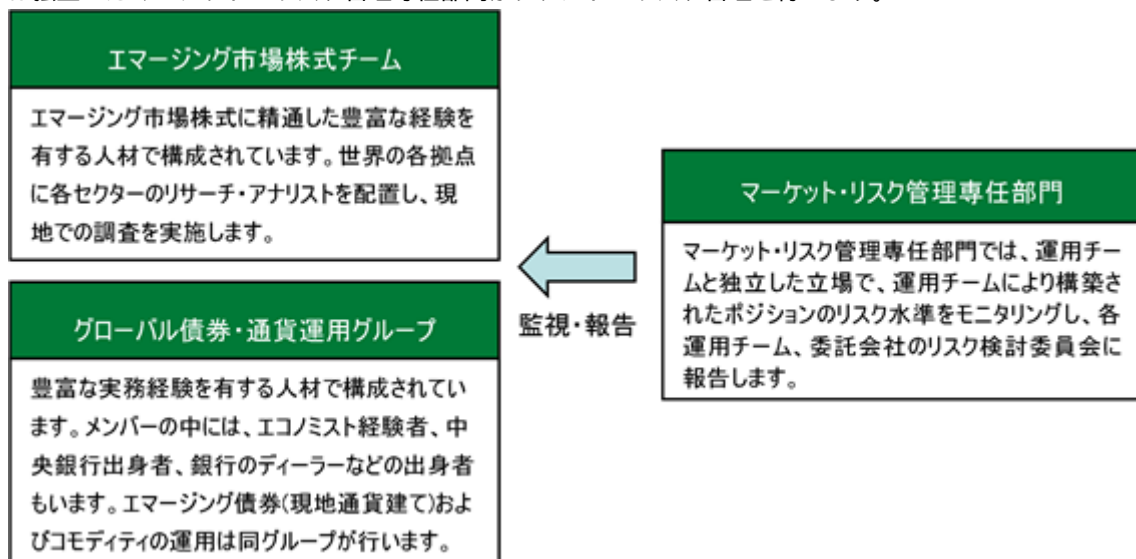 エマージング市場株式チーム
エマージング市場株式に精通した豊富な経験を
有する人材で構成されています。世界の各拠点
に各セクターのリサーチ・アナリストを配置し、現
地での調査を実施します。
グローバル債券・通貨運用グループ
豊富な実務経験を有する人材で構成されてい
ます。メンバーの中には、エコノミスト経験者、中
央銀行出身者、銀行のディーラーなどの出身者
もいます。エマージング債券(現地通貨建て)およ
びコモディティの運用は同グループが行います。
監視・報告
マーケット・リスク管理専任部門
マーケット・リスク管理専任部門では、運用チー
ムと独立した立場で、運用チームにより構築さ
れたポジションのリスク水準をモニタリングし、各
運用チーム、委託会社のリスク検討委員会に
報告します。